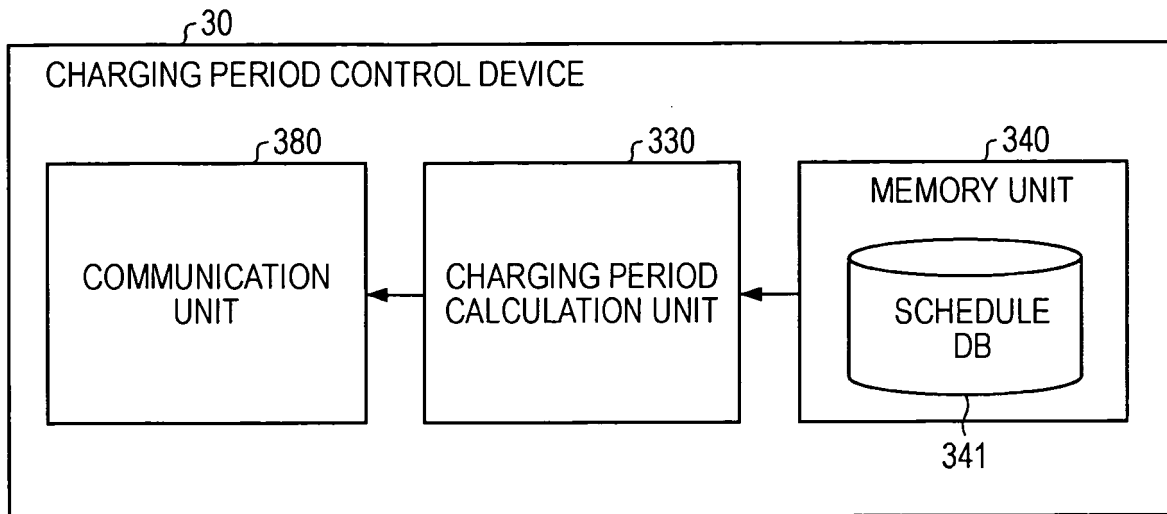 30
CHARGING PERIOD CONTROL DEVICE
380
330
340
COMMUNICATION
UNIT
CHARGING PERIOD
CALCULATION UNIT
MEMORY UNIT
SCHEDULE
DB
341